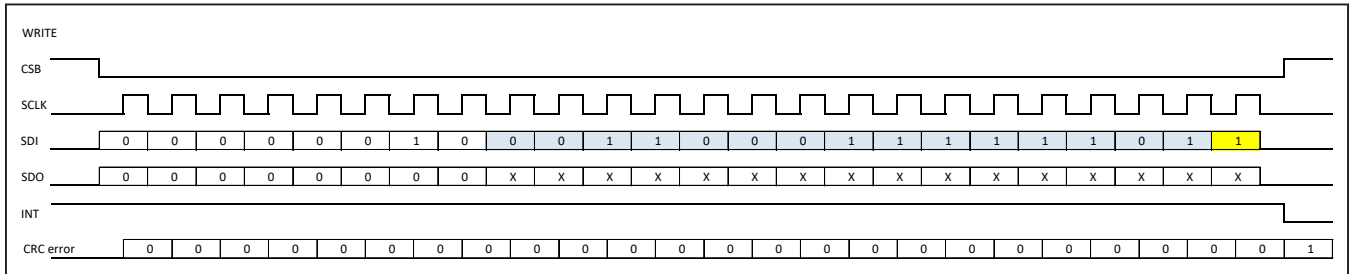 WRITE
CSB
SCLK
SDI 0 0 0 0 0 0 1 0 0 0 1 1 0 0 0 1 1 1 1 1 1 0 1 1
SDO 0 0 0 0 0 0 0 0 X X X X X X X X X X X X X X X X
INT
CRC error 0 0 0 0 0 0 0 0 0 0 0 0 0 0 0 0 0 0 0 0 0 0 0 0 1